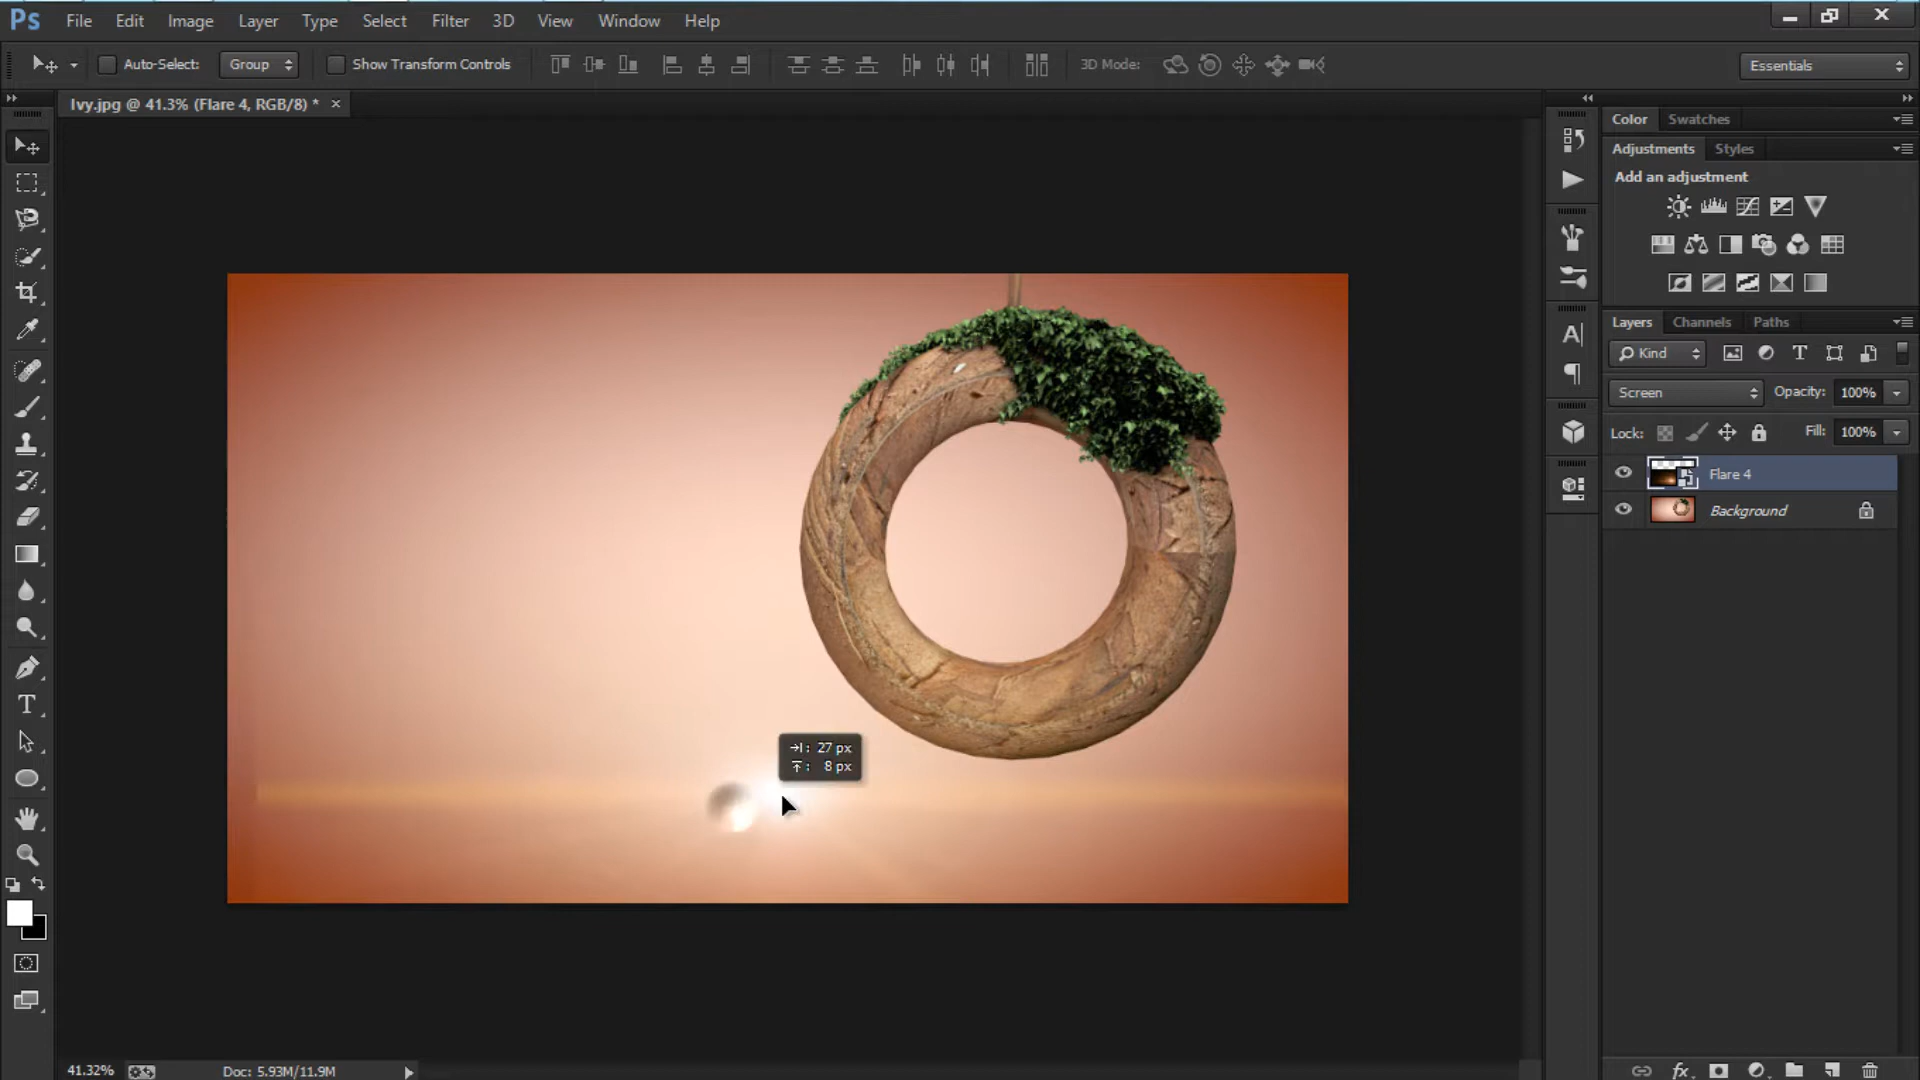 Ps File Edit Image Layer Type Select Filter 3D View Window Help
Auto-Select: Group Show Transform Controls 3D Mode: Essentials
Ivy.jpg @ 41.3% (Flare 4, RGB/8) * ×
Color Swatches
Adjustments Styles
Add an adjustment
Layers Channels Paths
Kind
Screen Opacity: 100%
Lock: Fill: 100%
Flare 4
Background
27 px
8 px
41.32% Doc: 5.93M/11.9M